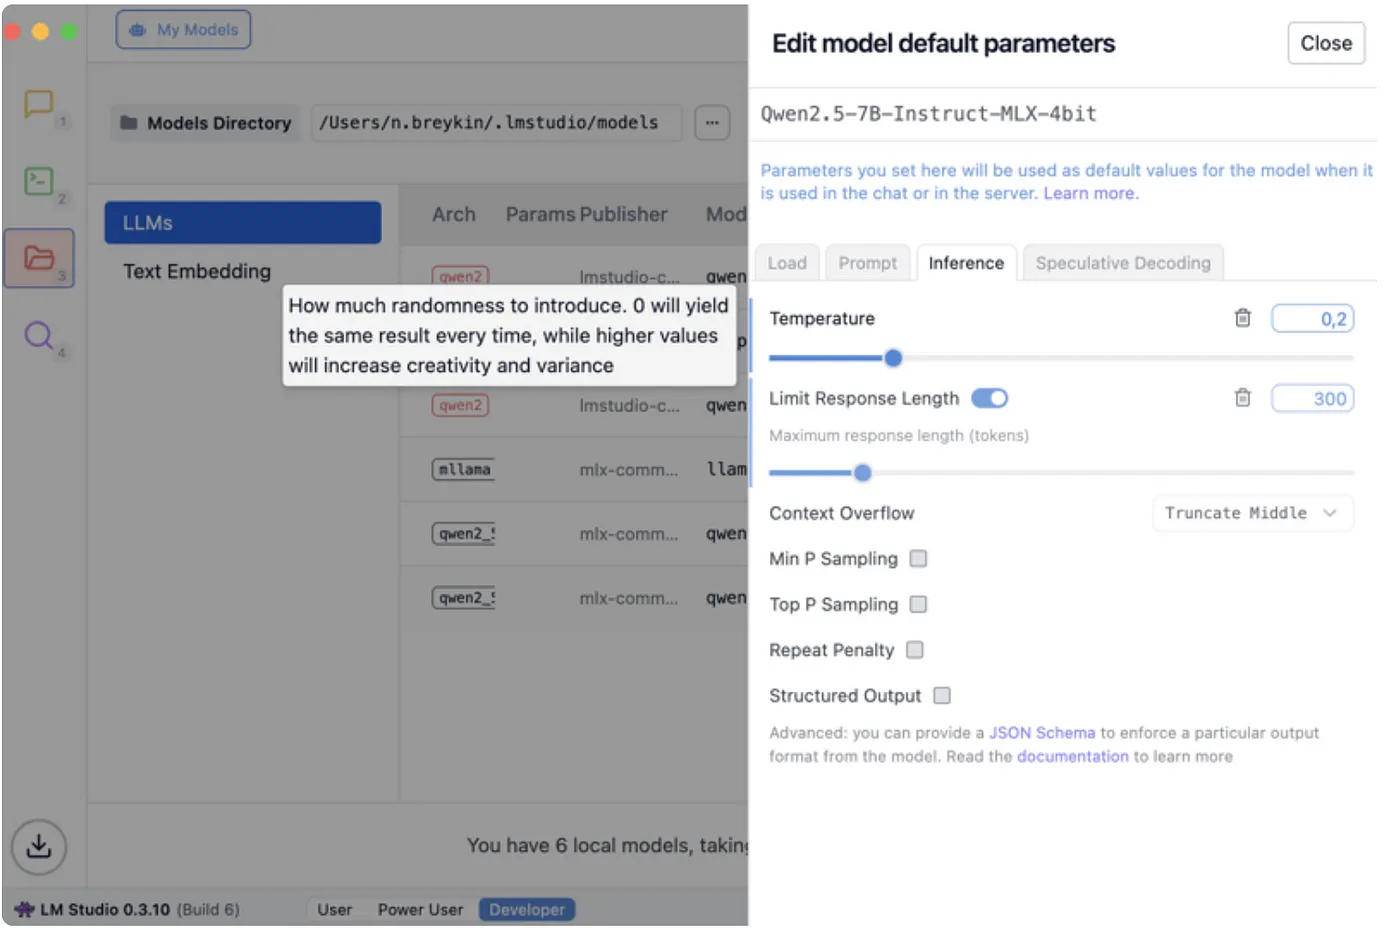 My Models
1
2
3
4
Models Directory
/Users/n.breykin/.lmstudio/models
...
LLMs
Text Embedding
Arch Params Publisher Mod
qwen2 lmstudio-c... qwen
How much randomness to introduce. 0 will yield
the same result every time, while higher values
will increase creativity and variance
qwen2 lmstudio-c... qwen
mllama mlx-comm... llam
qwen2_ mlx-comm... qwen
qwen2_ mlx-comm... qwen
You have 6 local models, taking
LM Studio 0.3.10 (Build 6)
User Power User Developer
Edit model default parameters
Close
Qwen2.5-7B-Instruct-MLX-4bit
Parameters you set here will be used as default values for the model when it
is used in the chat or in the server. Learn more.
Load Prompt Inference Speculative Decoding
Temperature 0,2
Limit Response Length 300
Maximum response length (tokens)
Context Overflow Truncate Middle
Min P Sampling
Top P Sampling
Repeat Penalty
Structured Output
Advanced: you can provide a JSON Schema to enforce a particular output
format from the model. Read the documentation to learn more